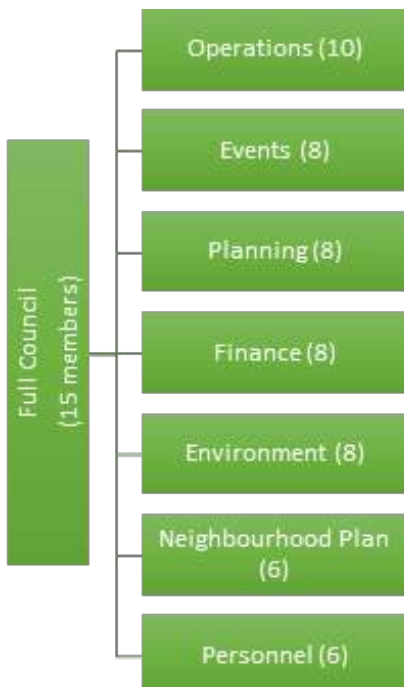 Full Council
(15 members)
Operations (10)
Events (8)
Planning (8)
Finance (8)
Environment (8)
Neighbourhood Plan
(6)
Personnel (6)